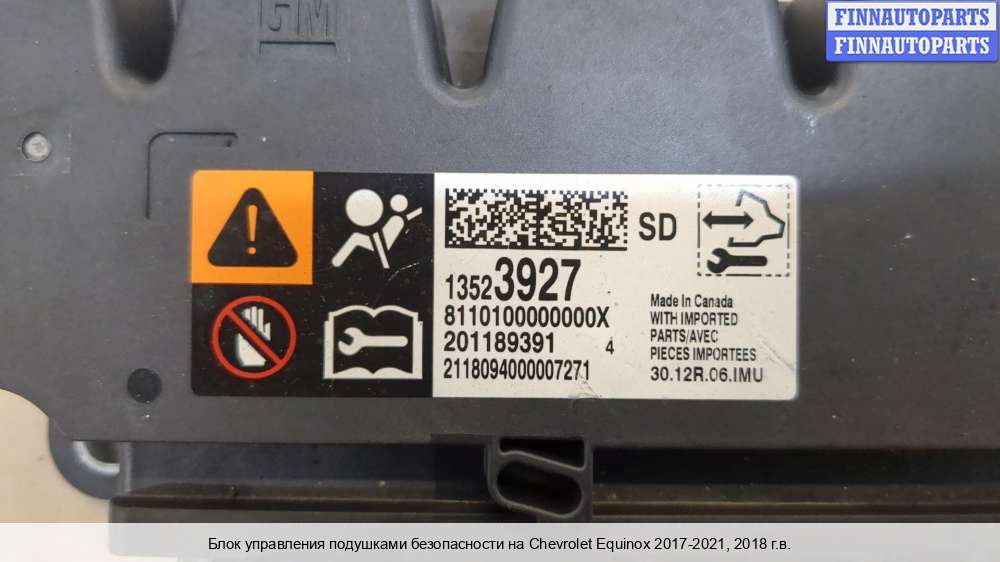 GM
FINNAUTOPARTS
FINNAUTOPARTS
SD
13523927
8110100000000X
201189391 4
2118094000007271
Made In Canada
WITH IMPORTED
PARTS/AVEC
PIECES IMPORTEES
30.12R.06.IMU
Блок управления подушками безопасности на Chevrolet Equinox 2017-2021, 2018 г.в.